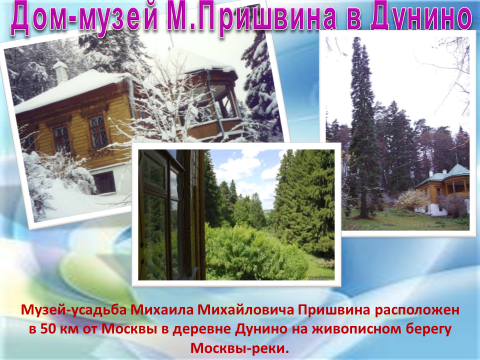 Дом-музей М.Пришвина в Дунино
Музей-усадьба Михаила Михайловича Пришвина расположен
в 50 км от Москвы в деревне Дунино на живописном берегу
Москвы-реки.